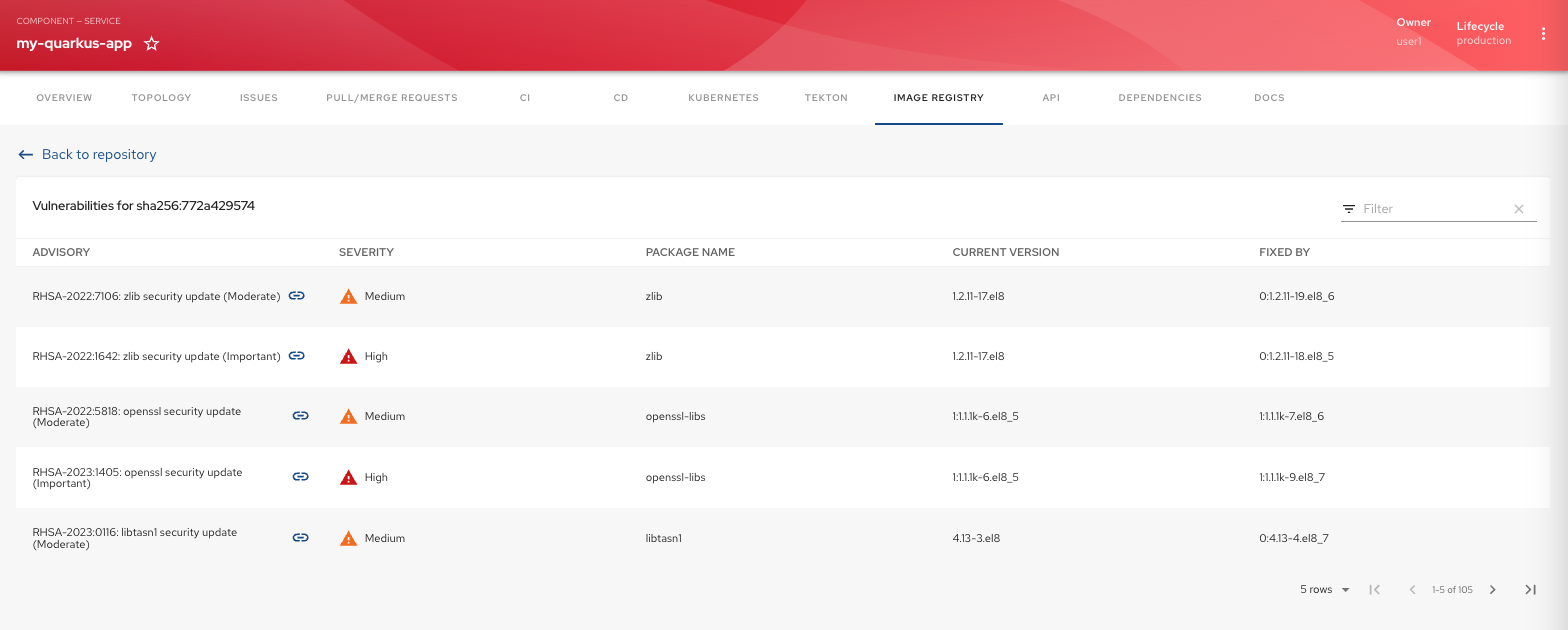 COMPONENT — SERVICE
my-quarkus-app
Owner
user1
Lifecycle
production
OVERVIEW TOPOLOGY ISSUES PULL/MERGE REQUESTS CI CD KUBERNETES TEKTON IMAGE REGISTRY API DEPENDENCIES DOCS
Back to repository
Vulnerabilities for sha256:772a429574
Filter
ADVISORY SEVERITY PACKAGE NAME CURRENT VERSION FIXED BY
RHSA-2022:7106: zlib security update (Moderate) Medium zlib 1.2.11-17.el8 0:1.2.11-19.el8_6
RHSA-2022:1642: zlib security update (Important) High zlib 1.2.11-17.el8 0:1.2.11-18.el8_5
RHSA-2022:5818: openssl security update
(Moderate)
Medium openssl-libs 1:1.1.1k-6.el8_5 1:1.1.1k-7.el8_6
RHSA-2023:1405: openssl security update
(Important)
High openssl-libs 1:1.1.1k-6.el8_5 1:1.1.1k-9.el8_7
RHSA-2023:0116: libtasn1 security update
(Moderate)
Medium libtasn1 4.13-3.el8 0:4.13-4.el8_7
5 rows 1-5 of 105